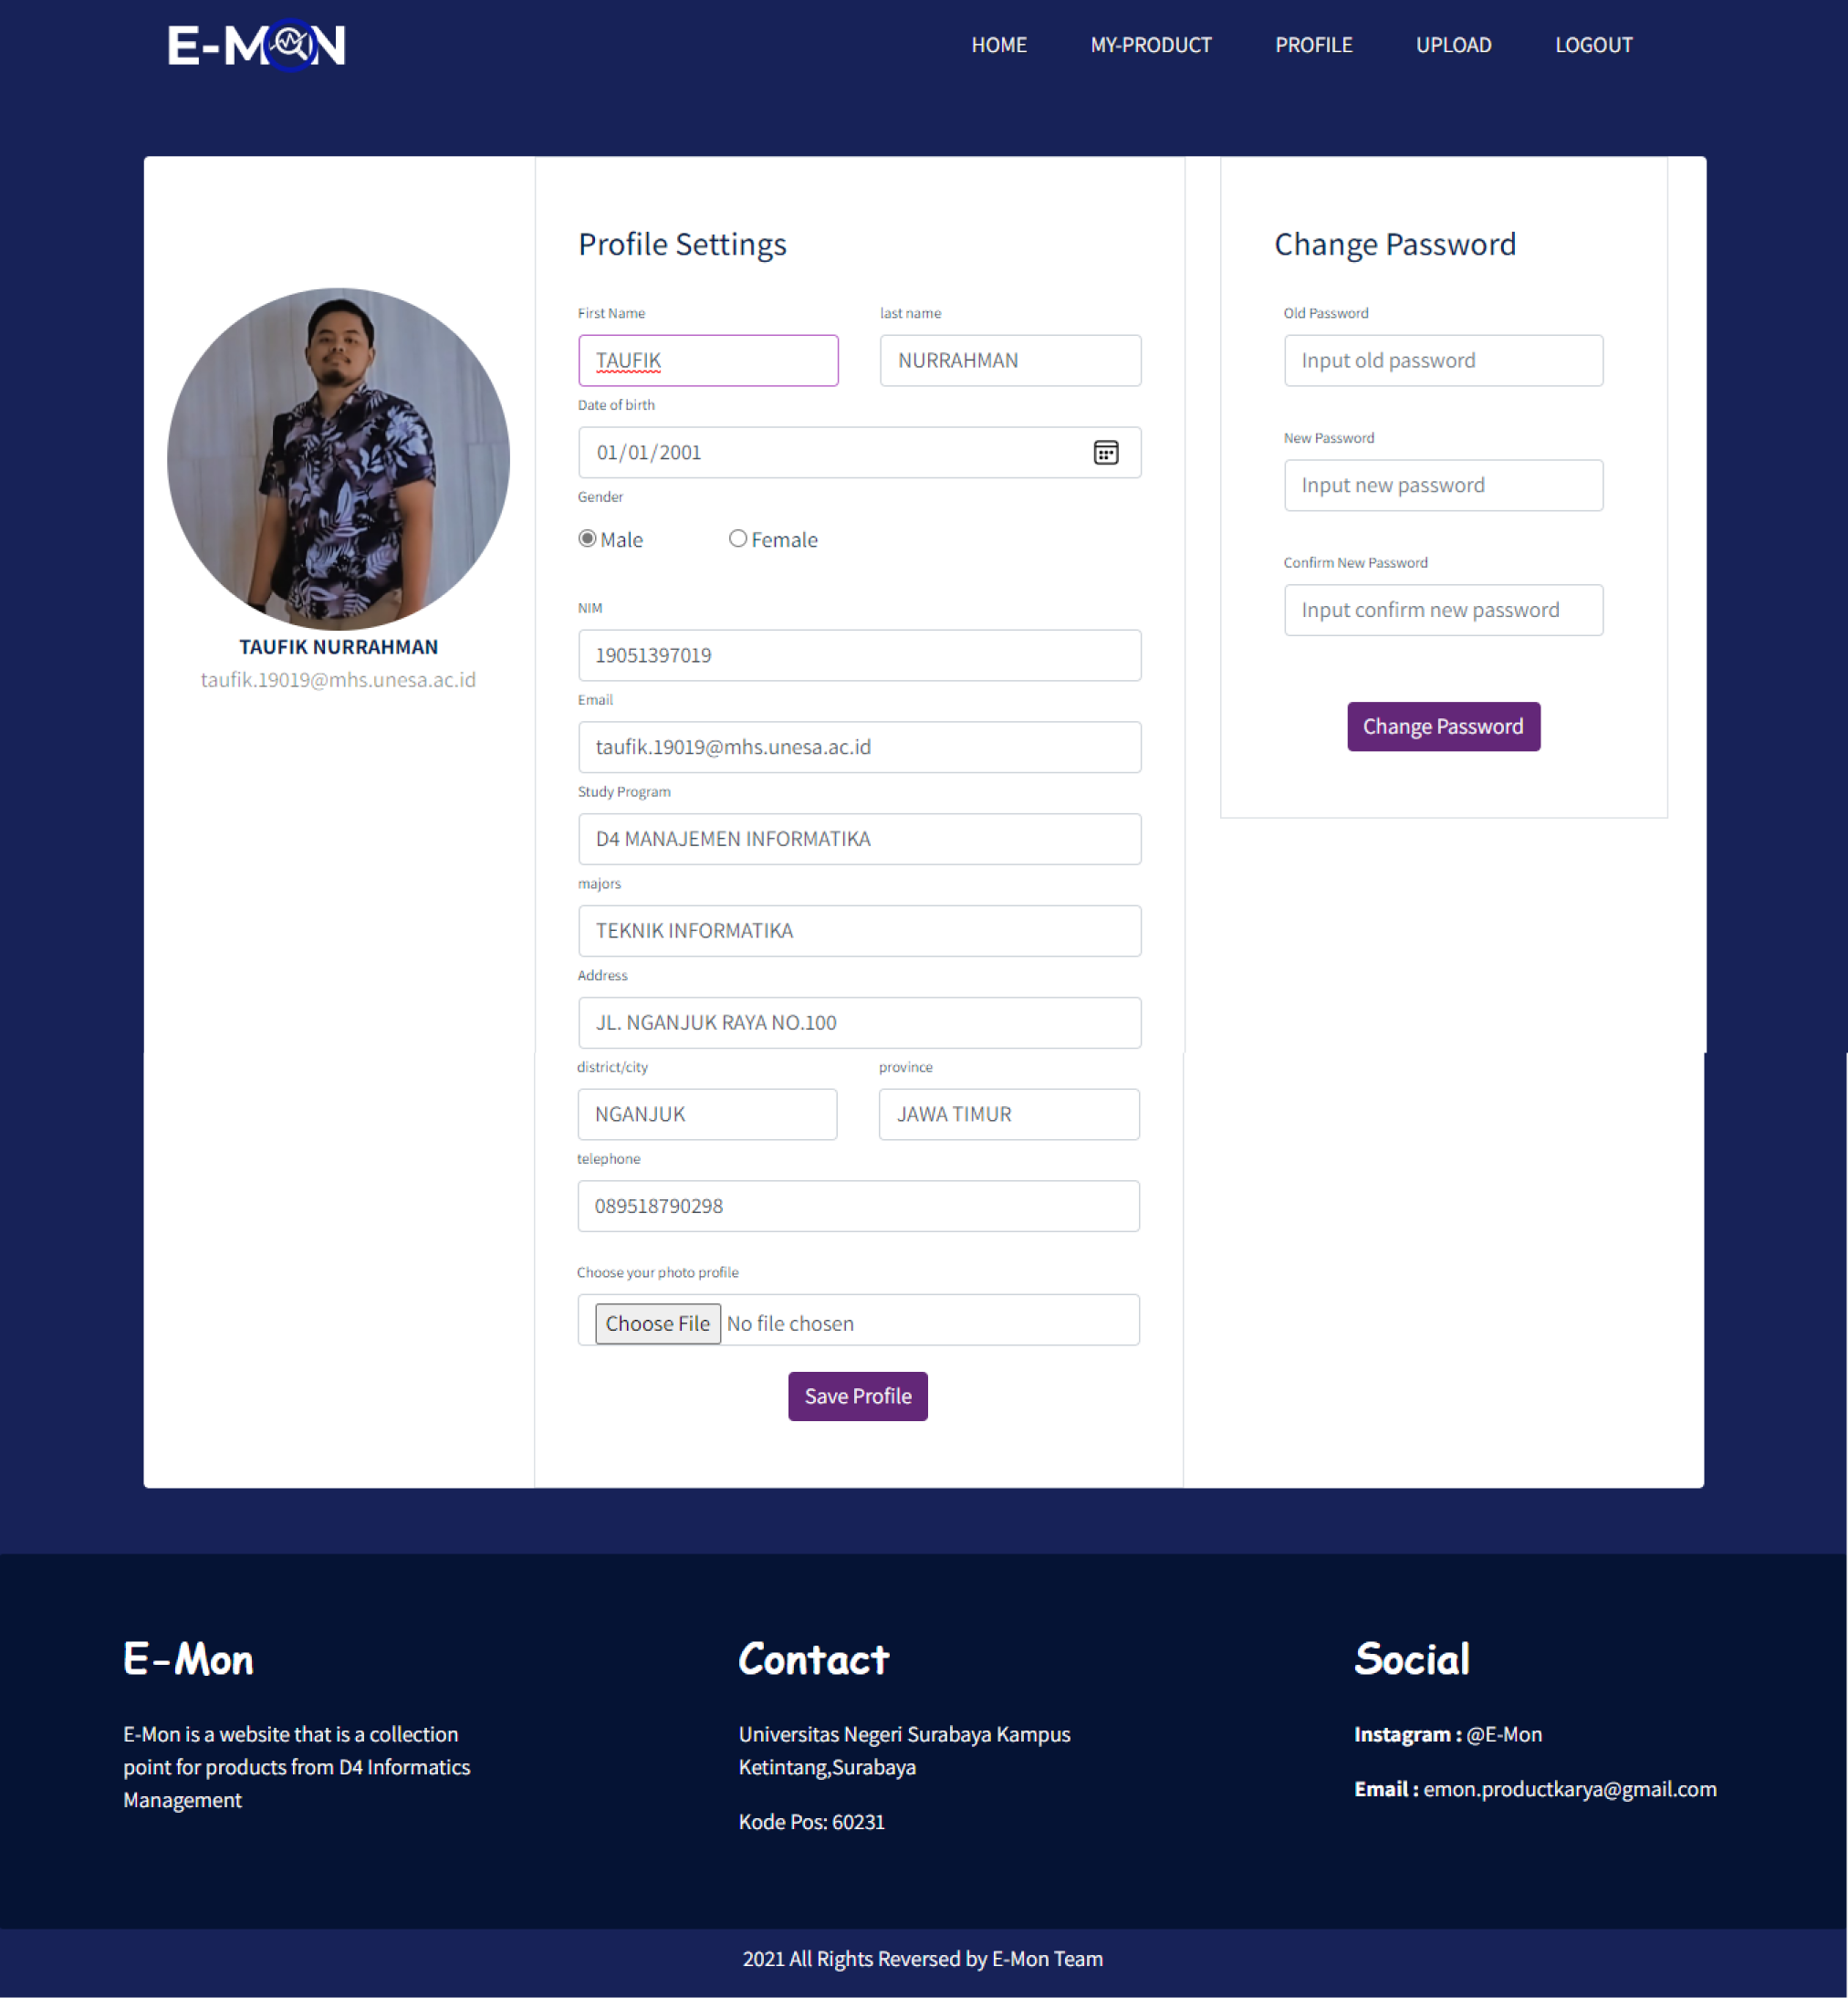 E-MON
HOME MY-PRODUCT PROFILE UPLOAD LOGOUT
TAUFIK NURRAHMAN
taufik.19019@mhs.unesa.ac.id
Profile Settings
First Name last name
TAUFIK NURRAHMAN
Date of birth
01/01/2001
Gender
Male Female
NIM
19051397019
Email
taufik.19019@mhs.unesa.ac.id
Study Program
D4 MANAJEMEN INFORMATIKA
majors
TEKNIK INFORMATIKA
Address
JL. NGANJUK RAYA NO.100
district/city province
NGANJUK JAWA TIMUR
telephone
089518790298
Choose your photo profile
Choose File No file chosen
Save Profile
Change Password
Old Password
Input old password
New Password
Input new password
Confirm New Password
Input confirm new password
Change Password
E-Mon
E-Mon is a website that is a collection
point for products from D4 Informatics
Management
Contact
Universitas Negeri Surabaya Kampus
Ketintang,Surabaya
Kode Pos: 60231
Social
Instagram : @E-Mon
Email : emon.productkarya@gmail.com
2021 All Rights Reversed by E-Mon Team